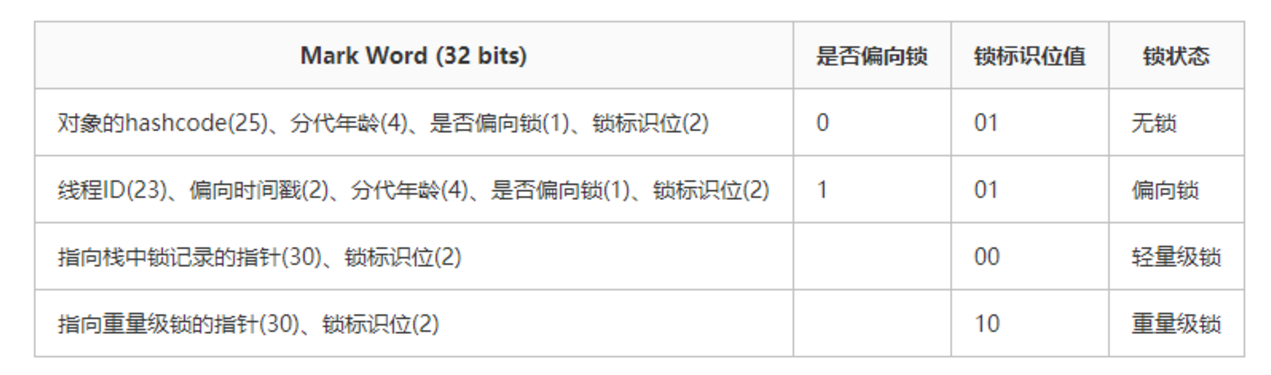 Mark Word (32 bits) 是否偏向锁 锁标识位值 锁状态
对象的hashcode(25)、分代年龄(4)、是否偏向锁(1)、锁标识位(2) 0 01 无锁
线程ID(23)、偏向时间戳(2)、分代年龄(4)、是否偏向锁(1)、锁标识位(2) 1 01 偏向锁
指向栈中锁记录的指针(30)、锁标识位(2) 00 轻量级锁
指向重量级锁的指针(30)、锁标识位(2) 10 重量级锁